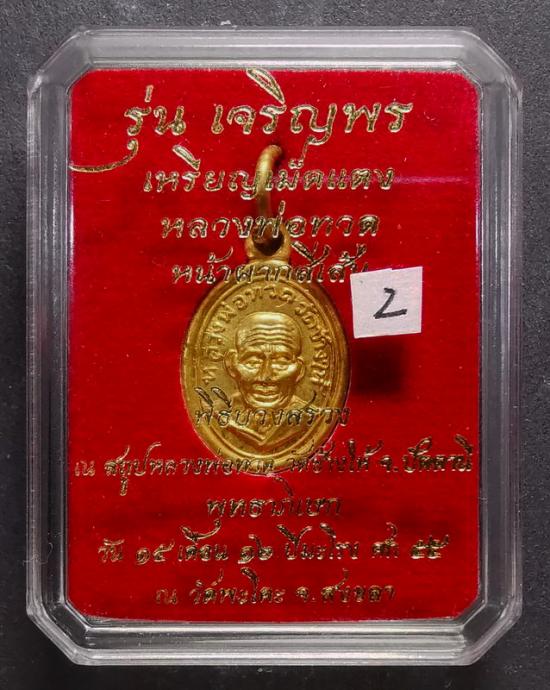 รุ่น เจริญพร
เหรียญเม็ดแตง
หลวงพ่อทวด
หน้าผากสี่เส้น
2
หลวงพ่อทวดวัดช้างให้
พิธีบวงสรวง
ณ สถูปหลวงพ่อทวด วัดช้างให้ จ.ปัตตานี
พุทธาภิเษก
วัน ๑๕ เดือน ๑๒ ปีมะโรง ศก ๕๕
ณ วัดพะโคะ จ.สงขลา